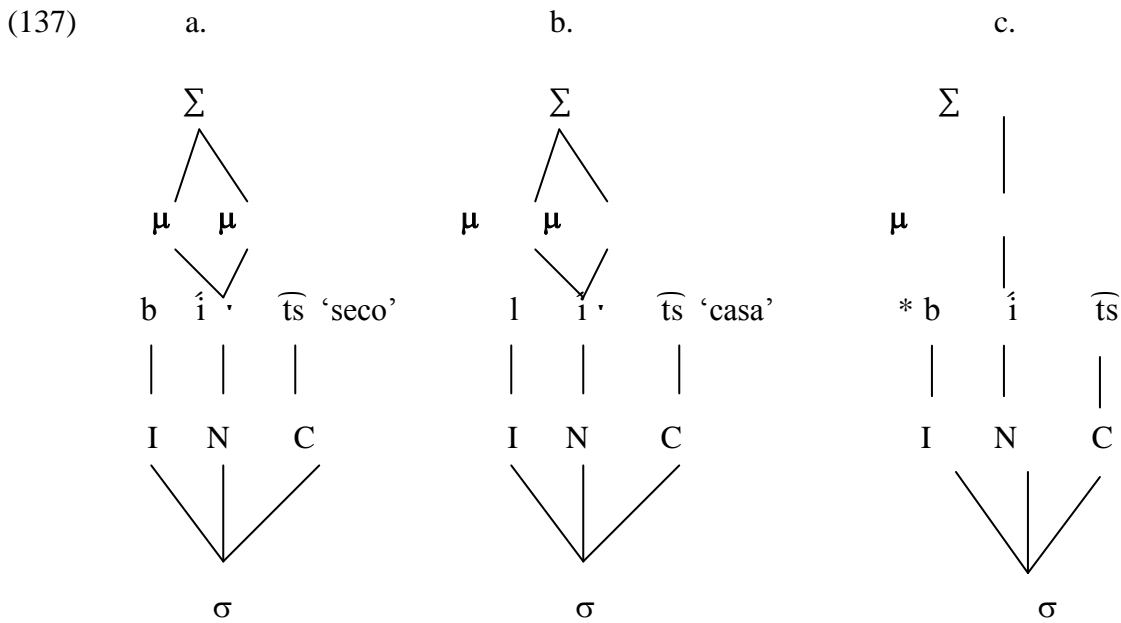 (137) a. b. c.
∑ ∑ ∑
μ μ μ μ μ
b í ˈ t͡s ‘seco’ l í ˈ t͡s ‘casa’ * b í t͡s
I N C I N C I N C
σ σ σ